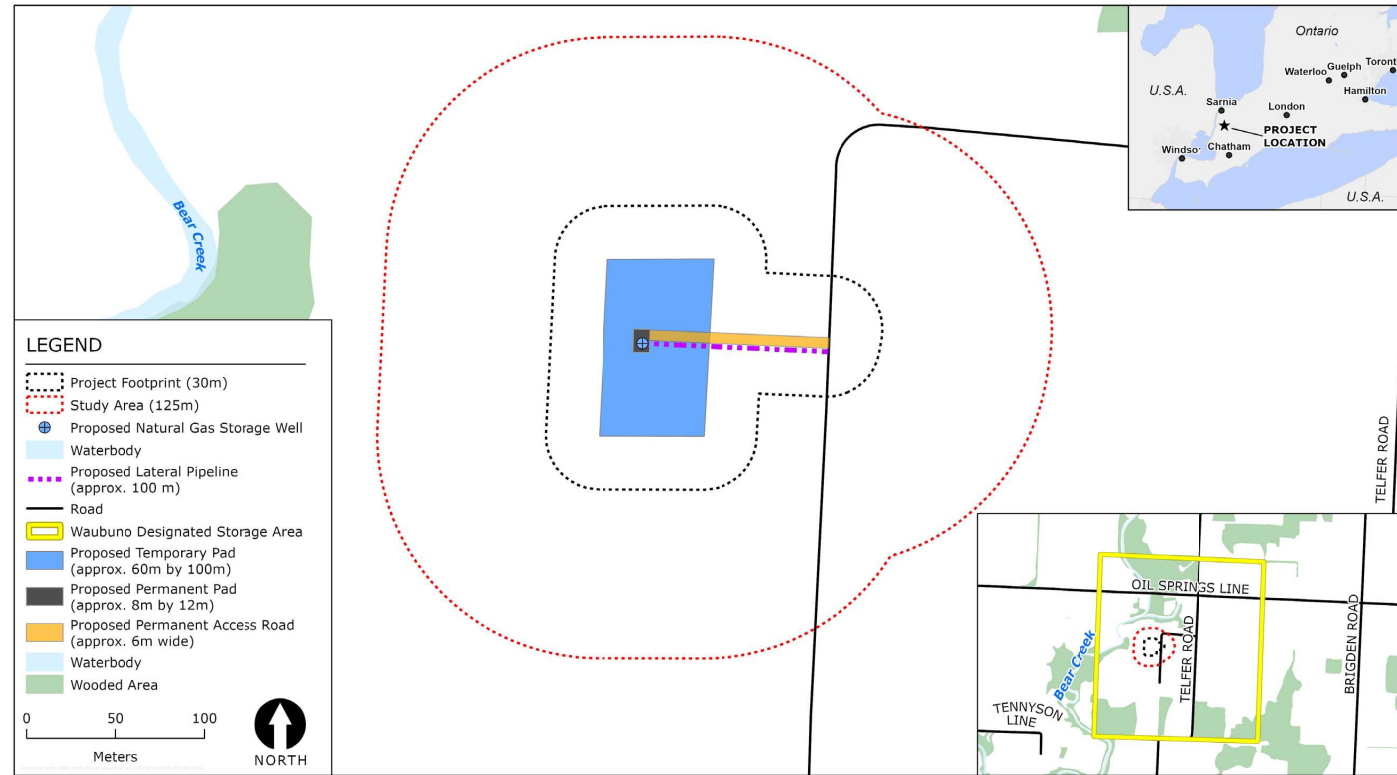 Ontario
Toront
Guelph
Waterloo
Hamilton
U.S.A.
Sarnia
London
PROJECT
LOCATION
Windso
Chatham
U.S.A.
Bear Creek
LEGEND
Project Footprint (30m)
Study Area (125m)
Proposed Natural Gas Storage Well
Waterbody
Proposed Lateral Pipeline
(approx. 100 m)
Road
Waubuno Designated Storage Area
Proposed Temporary Pad
(approx. 60m by 100m)
Proposed Permanent Pad
(approx. 8m by 12m)
Proposed Permanent Access Road
(approx. 6m wide)
Waterbody
Wooded Area
0 50 100
Meters
NORTH
TELFER ROAD
OIL SPRINGS LINE
Bear Creek
TELFER ROAD
BRIGDEN ROAD
TENNYSON
LINE